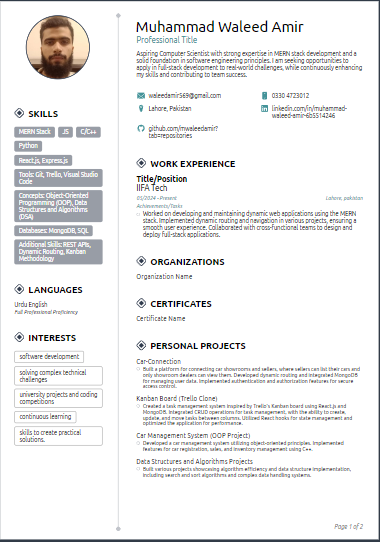 Muhammad Waleed Amir
Professional Title
Aspiring Computer Scientist with strong expertise in MERN stack development and a
solid foundation in software engineering principles. I am seeking opportunities to
apply in full-stack development to real-world challenges, while continuously enhancing
my skills and contributing to team success.
waleedamir569@gmail.com
0330 4723012
Lahore, Pakistan
linkedin.com/in/muhammad-
waleed-amir-6b5514246
github.com/mwaleedamir?
tab=repositories
SKILLS
MERN Stack
JS
C/C++
Python
React.js, Express.js
Tools: Git, Trello, Visual Studio
Code
Concepts: Object-Oriented
Programming (OOP), Data
Structures and Algorithms
(DSA)
Databases: MongoDB, SQL
Additional Skills: REST APIs,
Dynamic Routing, Kanban
Methodology
LANGUAGES
Urdu English
Full Professional Proficiency
INTERESTS
software development
solving complex technical
challenges
university projects and coding
competitions
continuous learning
skills to create practical
solutions.
WORK EXPERIENCE
Title/Position
IIFA Tech
05/2024 - Present
Lahore, pakistan
Achievements/Tasks
Worked on developing and maintaining dynamic web applications using the MERN
stack. Implemented dynamic routing and navigation in various projects, ensuring a
smooth user experience. Collaborated with cross-functional teams to design and
deploy full-stack applications.
ORGANIZATIONS
Organization Name
CERTIFICATES
Certificate Name
PERSONAL PROJECTS
Car-Connection
Built a platform for connecting car showrooms and sellers, where sellers can list their cars and
only showroom dealers can view them. Developed dynamic routing and integrated MongoDB
for managing user data. Implemented authentication and authorization features for secure
access.
Kanban Board (Trello Clone)
Created a task management system inspired by Trello's Kanban board using React.js and
MongoDB. Integrated CRUD operations for task management, with the ability to create,
update, and move tasks between columns. Utilized React hooks for state management and
optimized the application for performance.
Car Management System (OOP Project)
Developed a car management system utilizing object-oriented principles. Implemented
features for car registration, sales, and inventory management using C++.
Data Structures and Algorithms Projects
Built various projects showcasing algorithm efficiency and data structure implementation,
including search and sort algorithms and complex data handling systems.
Page 1 of 2